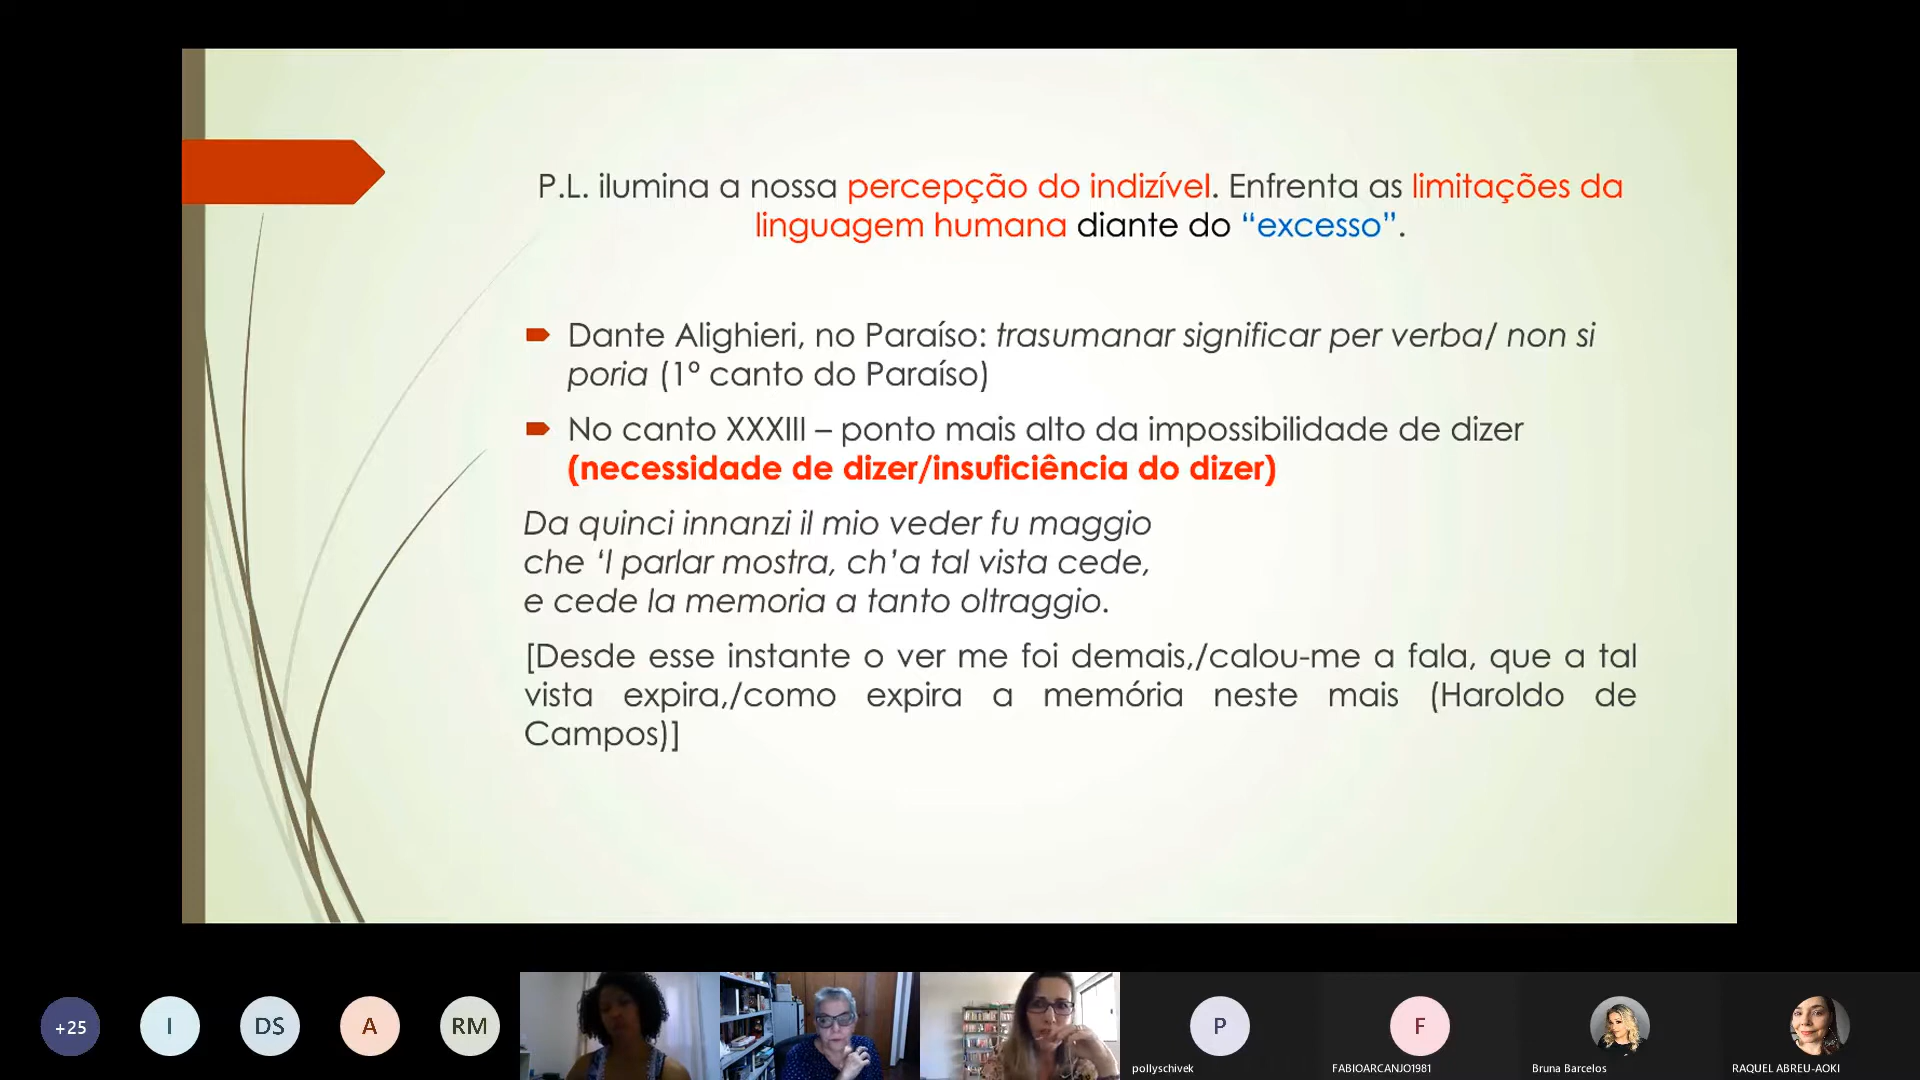 P.L. ilumina a nossa percepção do indizível. Enfrenta as limitações da
linguagem humana diante do “excesso”.
Dante Alighieri, no Paraíso: trasumanar significar per verba/ non si
poria (1º canto do Paraíso)
No canto XXXIII – ponto mais alto da impossibilidade de dizer
(necessidade de dizer/insuficiência do dizer)
Da quinci innanzi il mio veder fu maggio
che ‘l parlar mostra, ch’a tal vista cede,
e cede la memoria a tanto oltraggio.
[Desde esse instante o ver me foi demais,/calou-me a fala, que a tal
vista expira,/como expira a memória neste mais (Haroldo de
Campos)]
+25 I DS A RM P F
pollyschivek FABIOARCANJO1981 Bruna Barcelos RAQUEL ABREU-AOKI